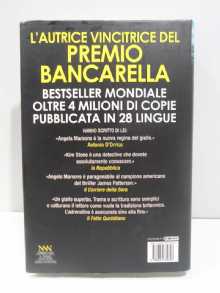 L'AUTRICE VINCITRICE DEL
PREMIO
BANCARELLA
BESTSELLER MONDIALE
OLTRE 4 MILIONI DI COPIE
PUBBLICATA IN 28 LINGUE
HANNO SCRITTO DI LEI:
«Angela Marsons è la nuova regina del giallo.»
Antonio D'Orrico
«Kim Stone è una detective che dovete
assolutamente conoscere.»
la Repubblica
«Angela Marsons è paragonabile al campione americano
del thriller James Patterson.»
Il Corriere della Sera
«Un giallo superbo. Trama e scrittura sono semplici
e catturano il lettore come vuole la tradizione britannica.
L'adrenalina è assicurata sino alla fine.»
Il Fatto Quotidiano